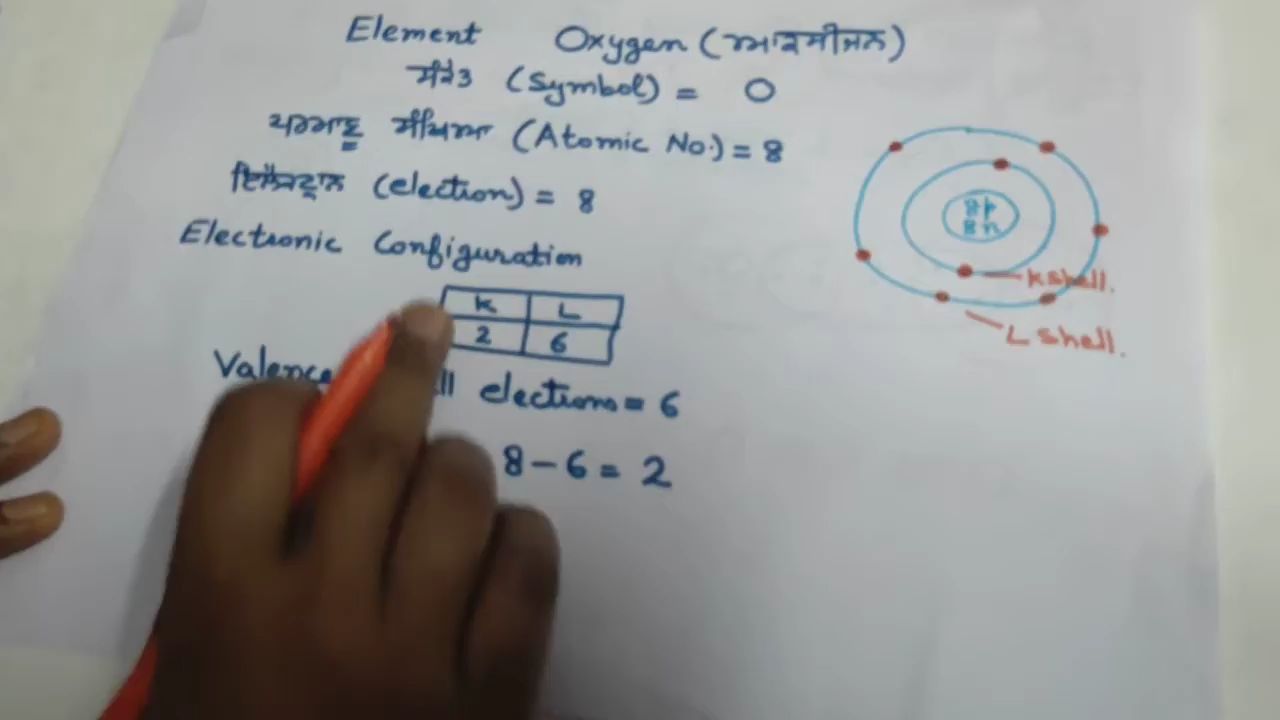 Element Oxygen (ਆਕਸੀਜਨ)
ਸੰਕੇਤ (Symbol) = O
ਪਰਮਾਣੂ ਸੰਖਿਆ (Atomic No.) = 8
ਇਲੈਕਟ੍ਰਾਨ (election) = 8
Electronic Configuration
K L
2 6
Valence elections = 6
8 - 6 = 2
8p
8n
K Shell.
L Shell.